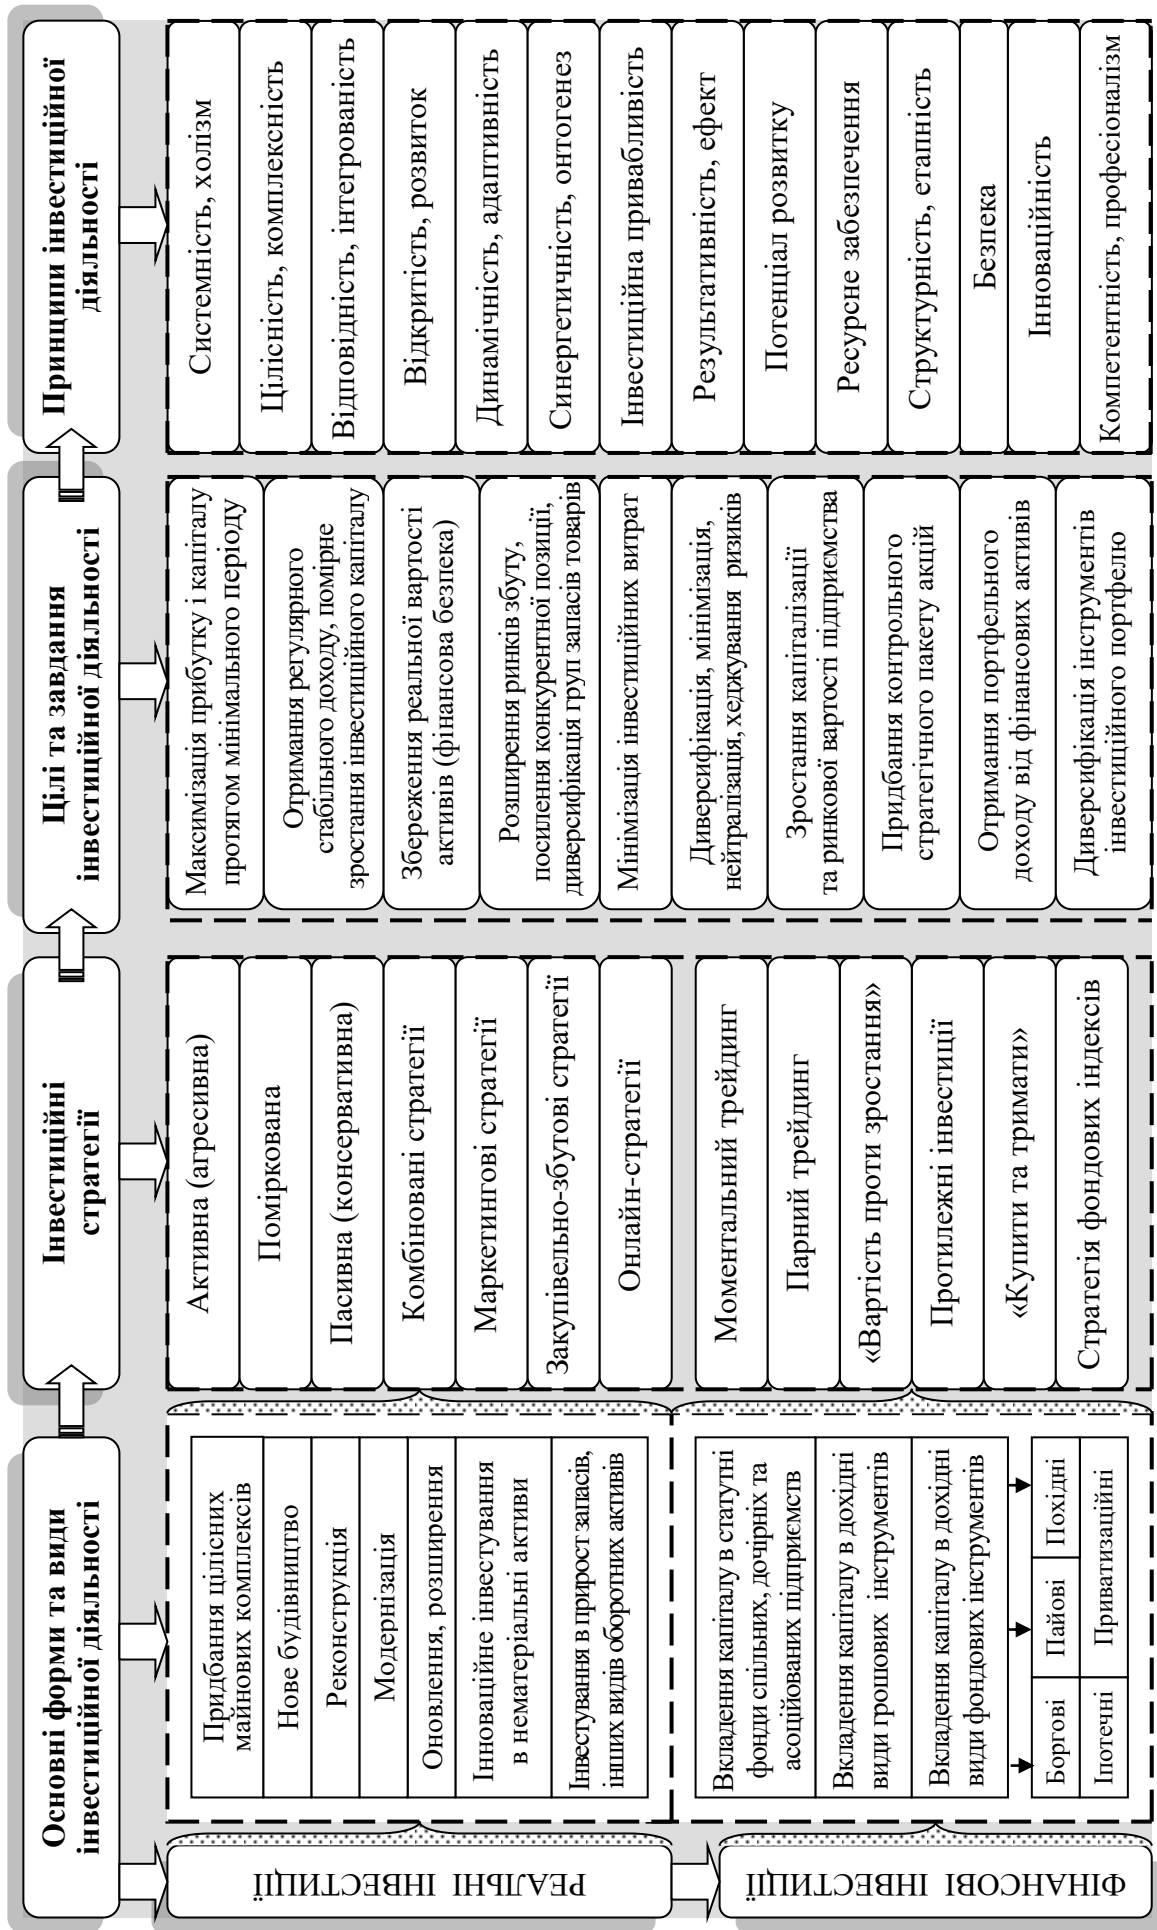 Основні форми та види
інвестиційної діяльності
Інвестиційні
стратегії
Цілі та завдання
інвестиційної діяльності
Принципи інвестиційної
діяльності
РЕАЛЬНІ ІНВЕСТИЦІЇ
Придбання цілісних
майнових комплексів
Нове будівництво
Реконструкція
Модернізація
Оновлення, розширення
Інноваційне інвестування
в нематеріальні активи
Інвестування в приріст запасів,
інших видів оборотних активів
ФІНАНСОВІ ІНВЕСТИЦІЇ
Вкладення капіталу в статутні
фонди спільних, дочірніх та
асоційованих підприємств
Вкладення капіталу в дохідні
види грошових інструментів
Вкладення капіталу в дохідні
види фондових інструментів
Боргові
Пайові
Похідні
Іпотечні
Приватизаційні
Активна (агресивна)
Поміркована
Пасивна (консервативна)
Комбіновані стратегії
Маркетингові стратегії
Закупівельно-збутові стратегії
Онлайн-стратегії
Моментальний трейдинг
Парний трейдинг
«Вартість проти зростання»
Протилежні інвестиції
«Купити та тримати»
Стратегія фондових індексів
Максимізація прибутку і капіталу
протягом мінімального періоду
Отримання регулярного
стабільного доходу, помірне
зростання інвестиційного капіталу
Збереження реальної вартості
активів (фінансова безпека)
Розширення ринків збуту,
посилення конкурентної позиції,
диверсифікація груп запасів товарів
Мінімізація інвестиційних витрат
Диверсифікація, мінімізація,
нейтралізація, хеджування ризиків
Зростання капіталізації
та ринкової вартості підприємства
Придбання контрольного
стратегічного пакету акцій
Отримання портфельного
доходу від фінансових активів
Диверсифікація інструментів
інвестиційного портфелю
Системність, холізм
Цілісність, комплексність
Відповідність, інтегрованість
Відкритість, розвиток
Динамічність, адаптивність
Синергетичність, онтогенез
Інвестиційна привабливість
Результативність, ефект
Потенціал розвитку
Ресурсне забезпечення
Структурність, етапність
Безпека
Інноваційність
Компетентність, професіоналізм